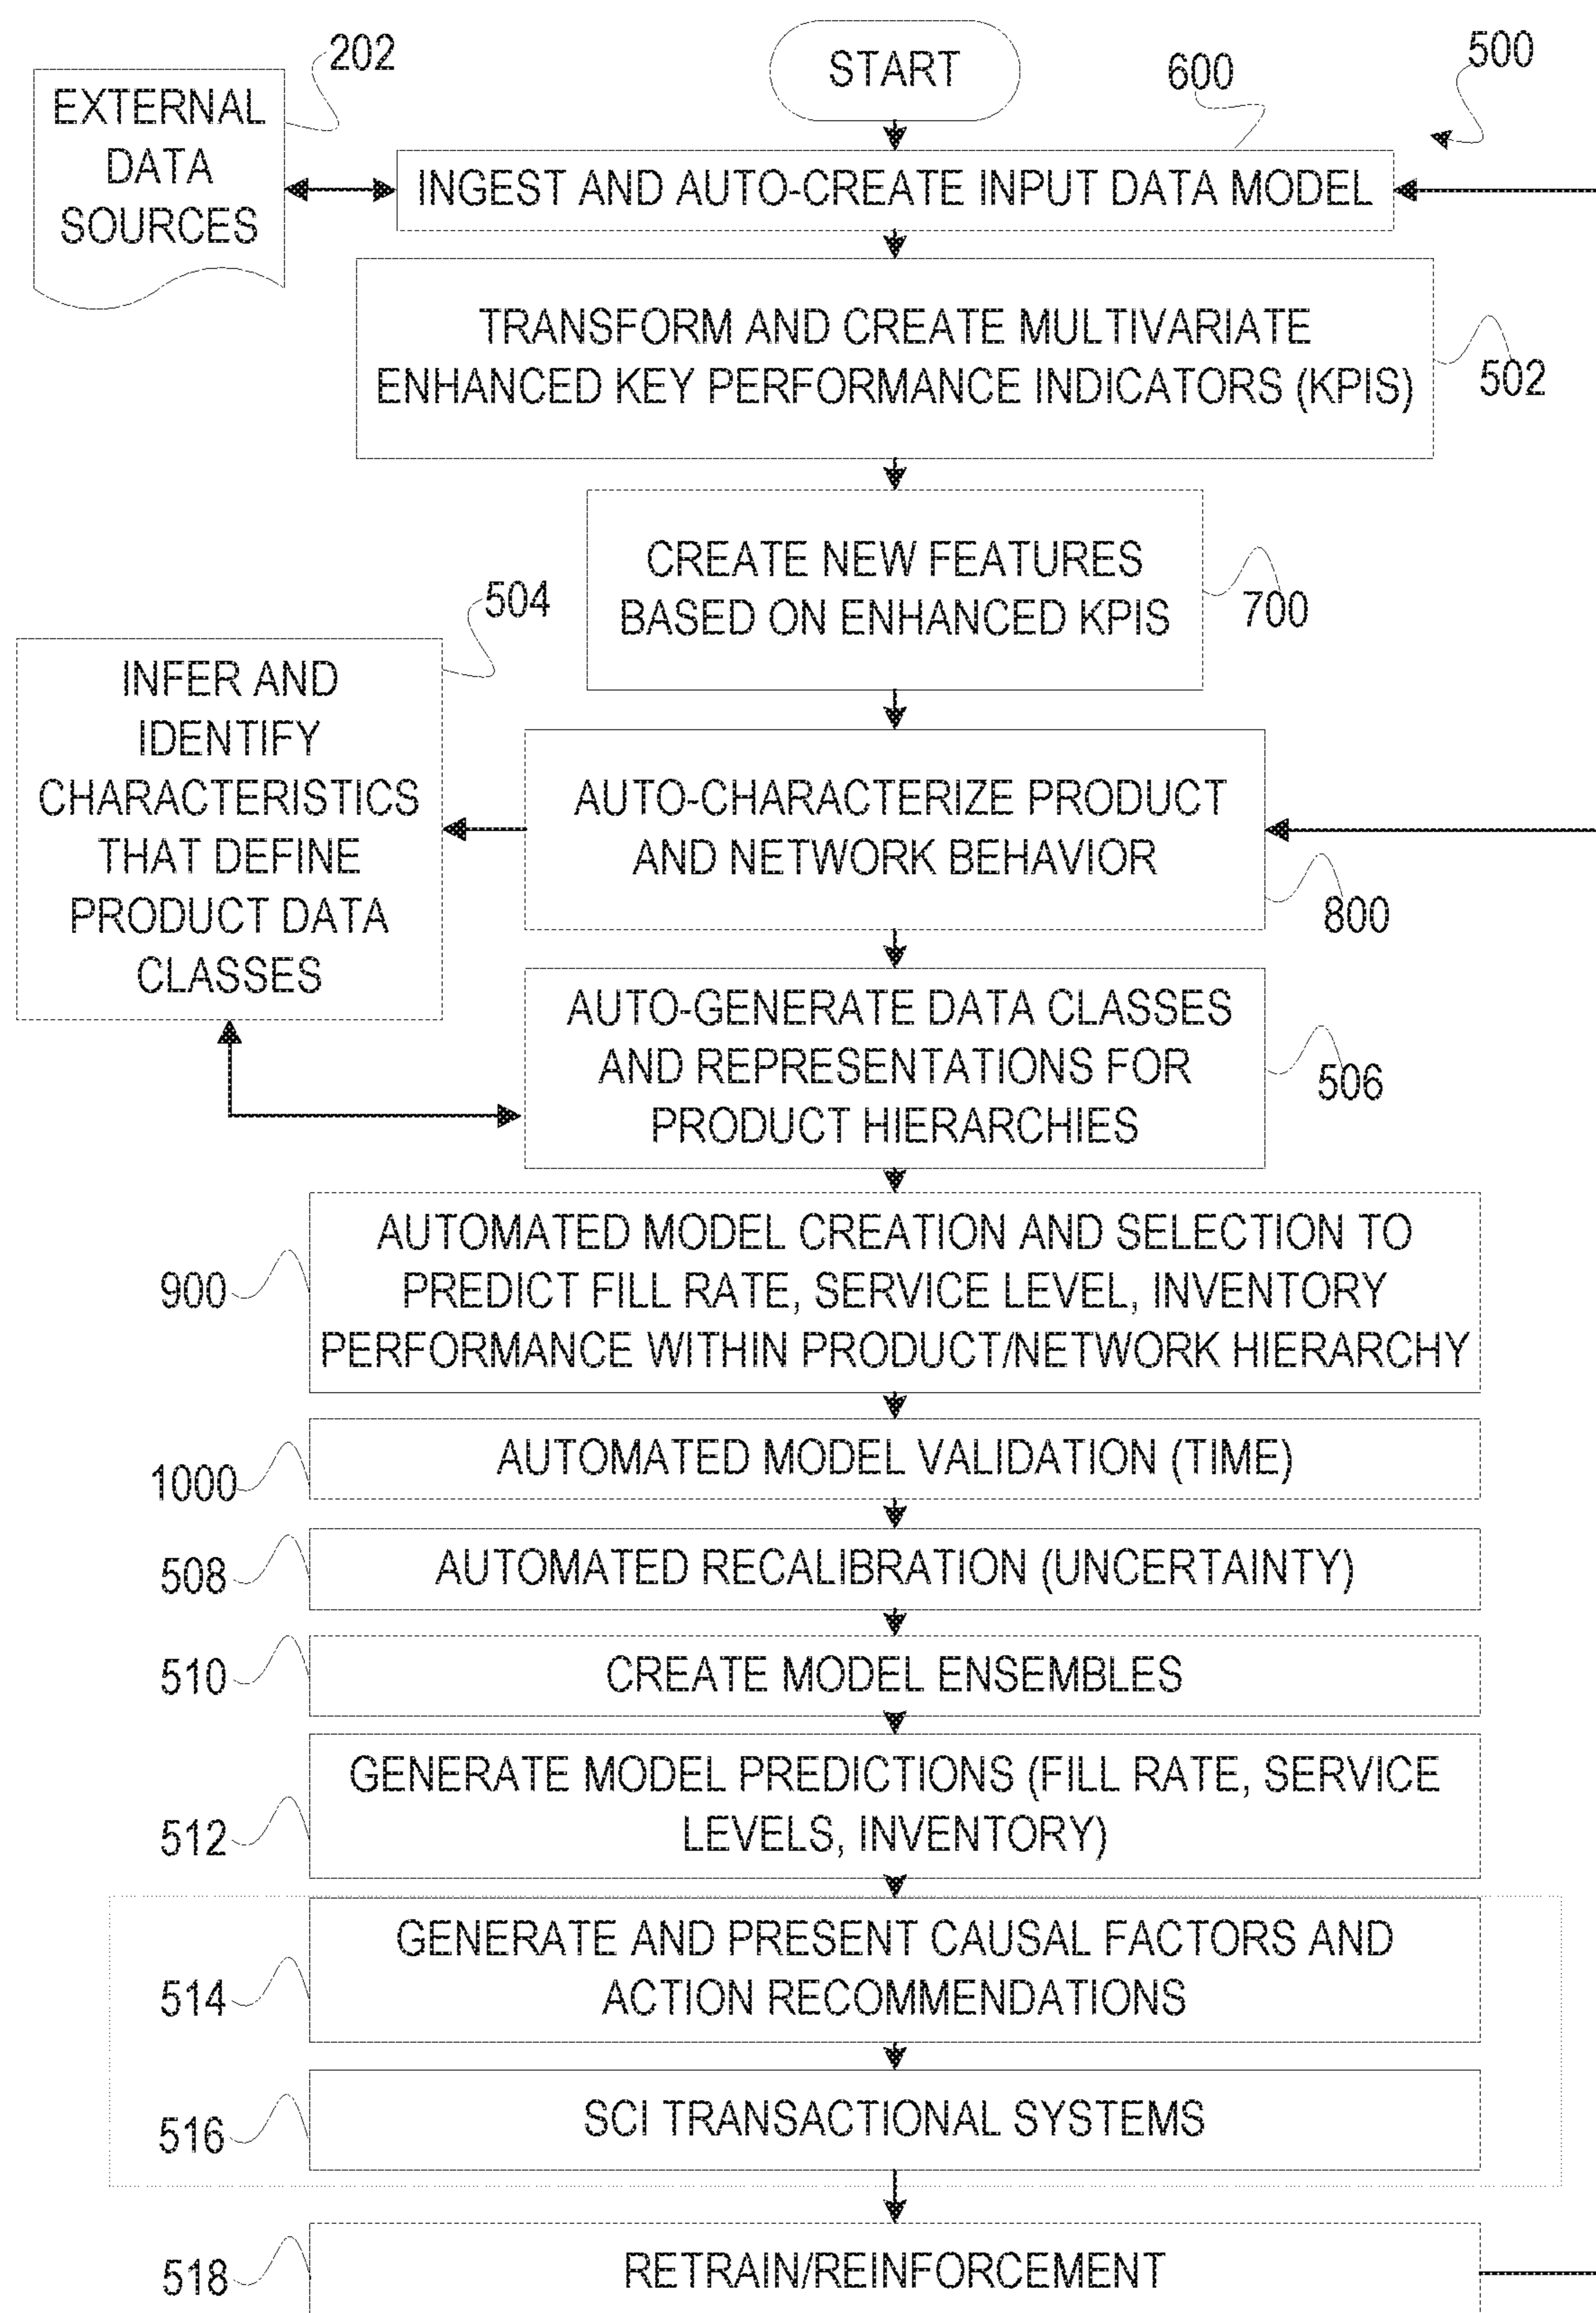 START
500
600
202
EXTERNAL
DATA
SOURCES
INGEST AND AUTO-CREATE INPUT DATA MODEL
TRANSFORM AND CREATE MULTIVARIATE
ENHANCED KEY PERFORMANCE INDICATORS (KPIS)
502
CREATE NEW FEATURES
BASED ON ENHANCED KPIS
700
504
INFER AND
IDENTIFY
CHARACTERISTICS
THAT DEFINE
PRODUCT DATA
CLASSES
AUTO-CHARACTERIZE PRODUCT
AND NETWORK BEHAVIOR
800
AUTO-GENERATE DATA CLASSES
AND REPRESENTATIONS FOR
PRODUCT HIERARCHIES
506
900
AUTOMATED MODEL CREATION AND SELECTION TO
PREDICT FILL RATE, SERVICE LEVEL, INVENTORY
PERFORMANCE WITHIN PRODUCT/NETWORK HIERARCHY
1000
AUTOMATED MODEL VALIDATION (TIME)
508
AUTOMATED RECALIBRATION (UNCERTAINTY)
510
CREATE MODEL ENSEMBLES
512
GENERATE MODEL PREDICTIONS (FILL RATE, SERVICE
LEVELS, INVENTORY)
514
GENERATE AND PRESENT CAUSAL FACTORS AND
ACTION RECOMMENDATIONS
516
SCI TRANSACTIONAL SYSTEMS
518
RETRAIN/REINFORCEMENT